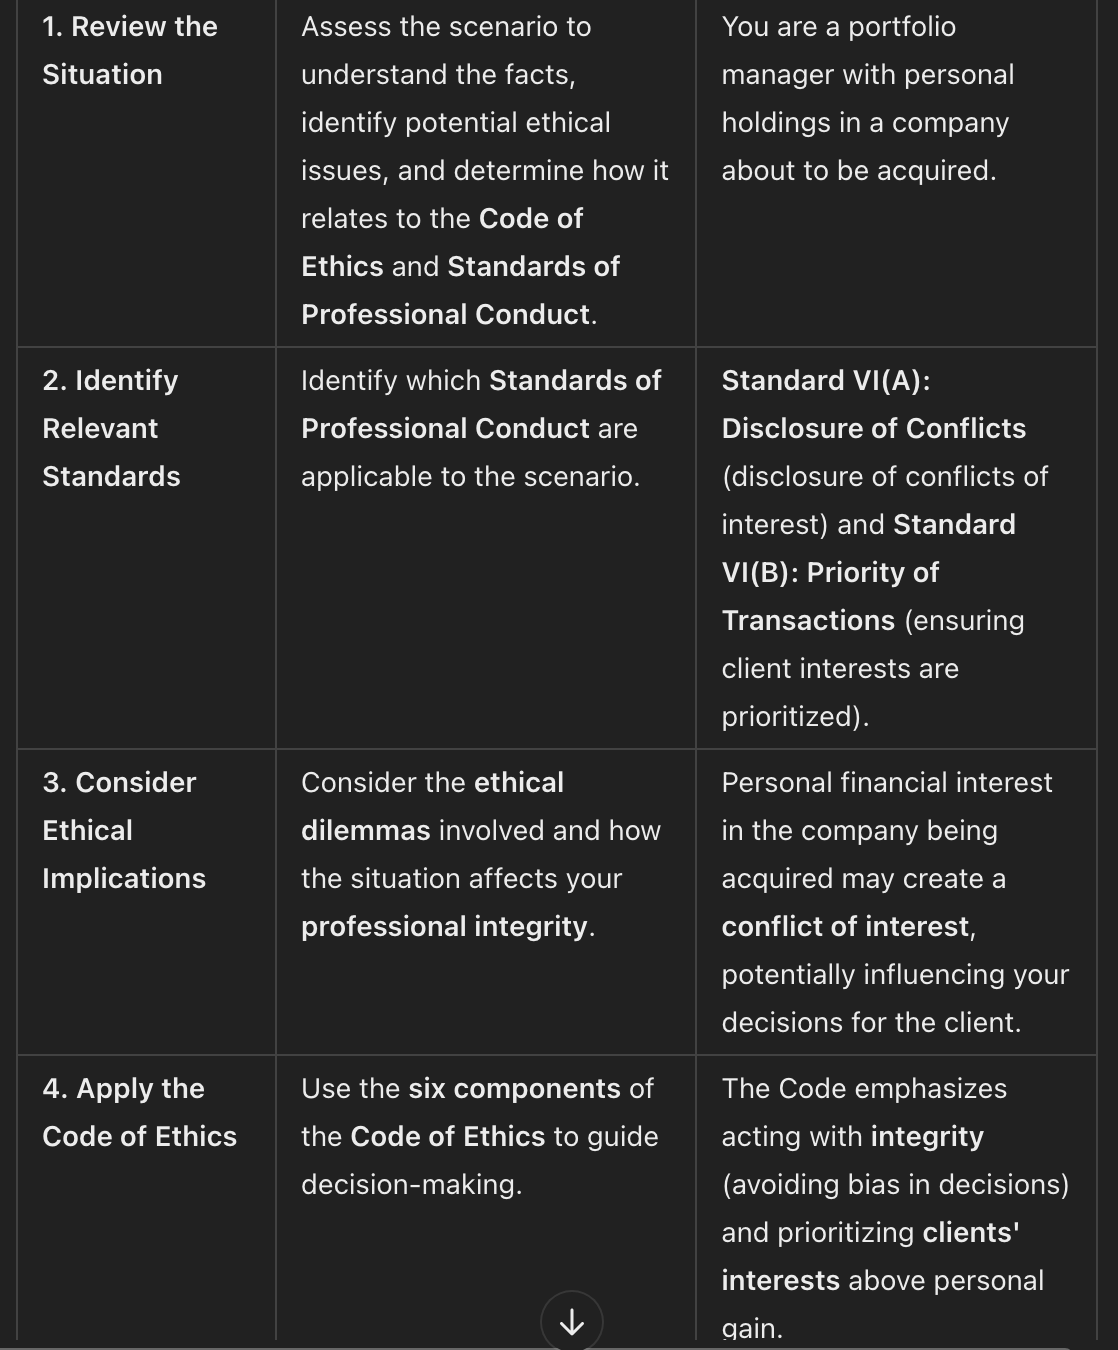 1. Review the
Situation
Assess the scenario to
understand the facts,
identify potential ethical
issues, and determine how it
relates to the Code of
Ethics and Standards of
Professional Conduct.
You are a portfolio
manager with personal
holdings in a company
about to be acquired.
2. Identify
Relevant
Standards
Identify which Standards of
Professional Conduct are
applicable to the scenario.
Standard VI(A):
Disclosure of Conflicts
(disclosure of conflicts of
interest) and Standard
VI(B): Priority of
Transactions (ensuring
client interests are
prioritized).
3. Consider
Ethical
Implications
Consider the ethical
dilemmas involved and how
the situation affects your
professional integrity.
Personal financial interest
in the company being
acquired may create a
conflict of interest,
potentially influencing your
decisions for the client.
4. Apply the
Code of Ethics
Use the six components of
the Code of Ethics to guide
decision-making.
The Code emphasizes
acting with integrity
(avoiding bias in decisions)
and prioritizing clients'
interests above personal
gain.